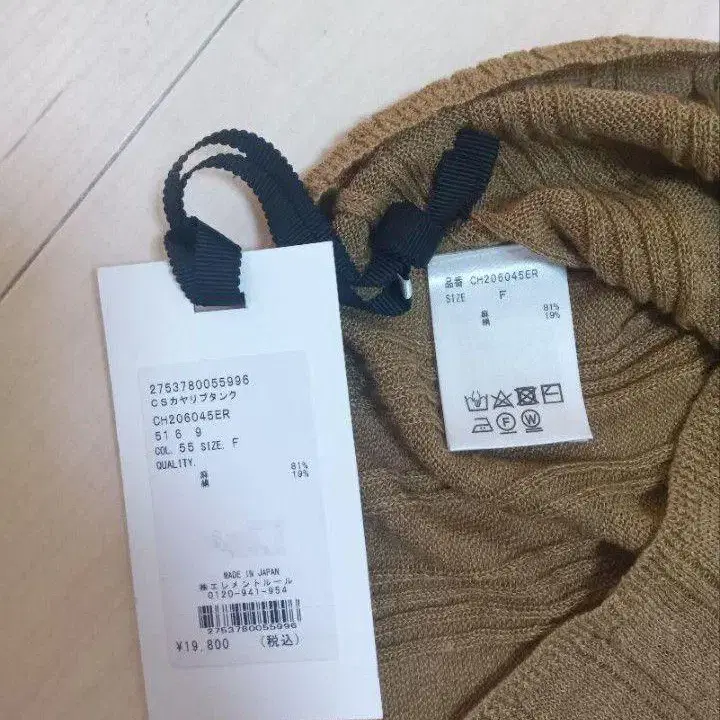 2753780055996
CSカヤリブタンク
CH206045ER
51 6 9
COL. 55 SIZE. F
QUALITY.
麻 81%
綿 19%
MADE IN JAPAN
㈱エレメントルール
0120-941-954
2753780055996
¥19,800 (税込)
品番 CH206045ER
SIZE F
麻 81%
綿 19%
F
W